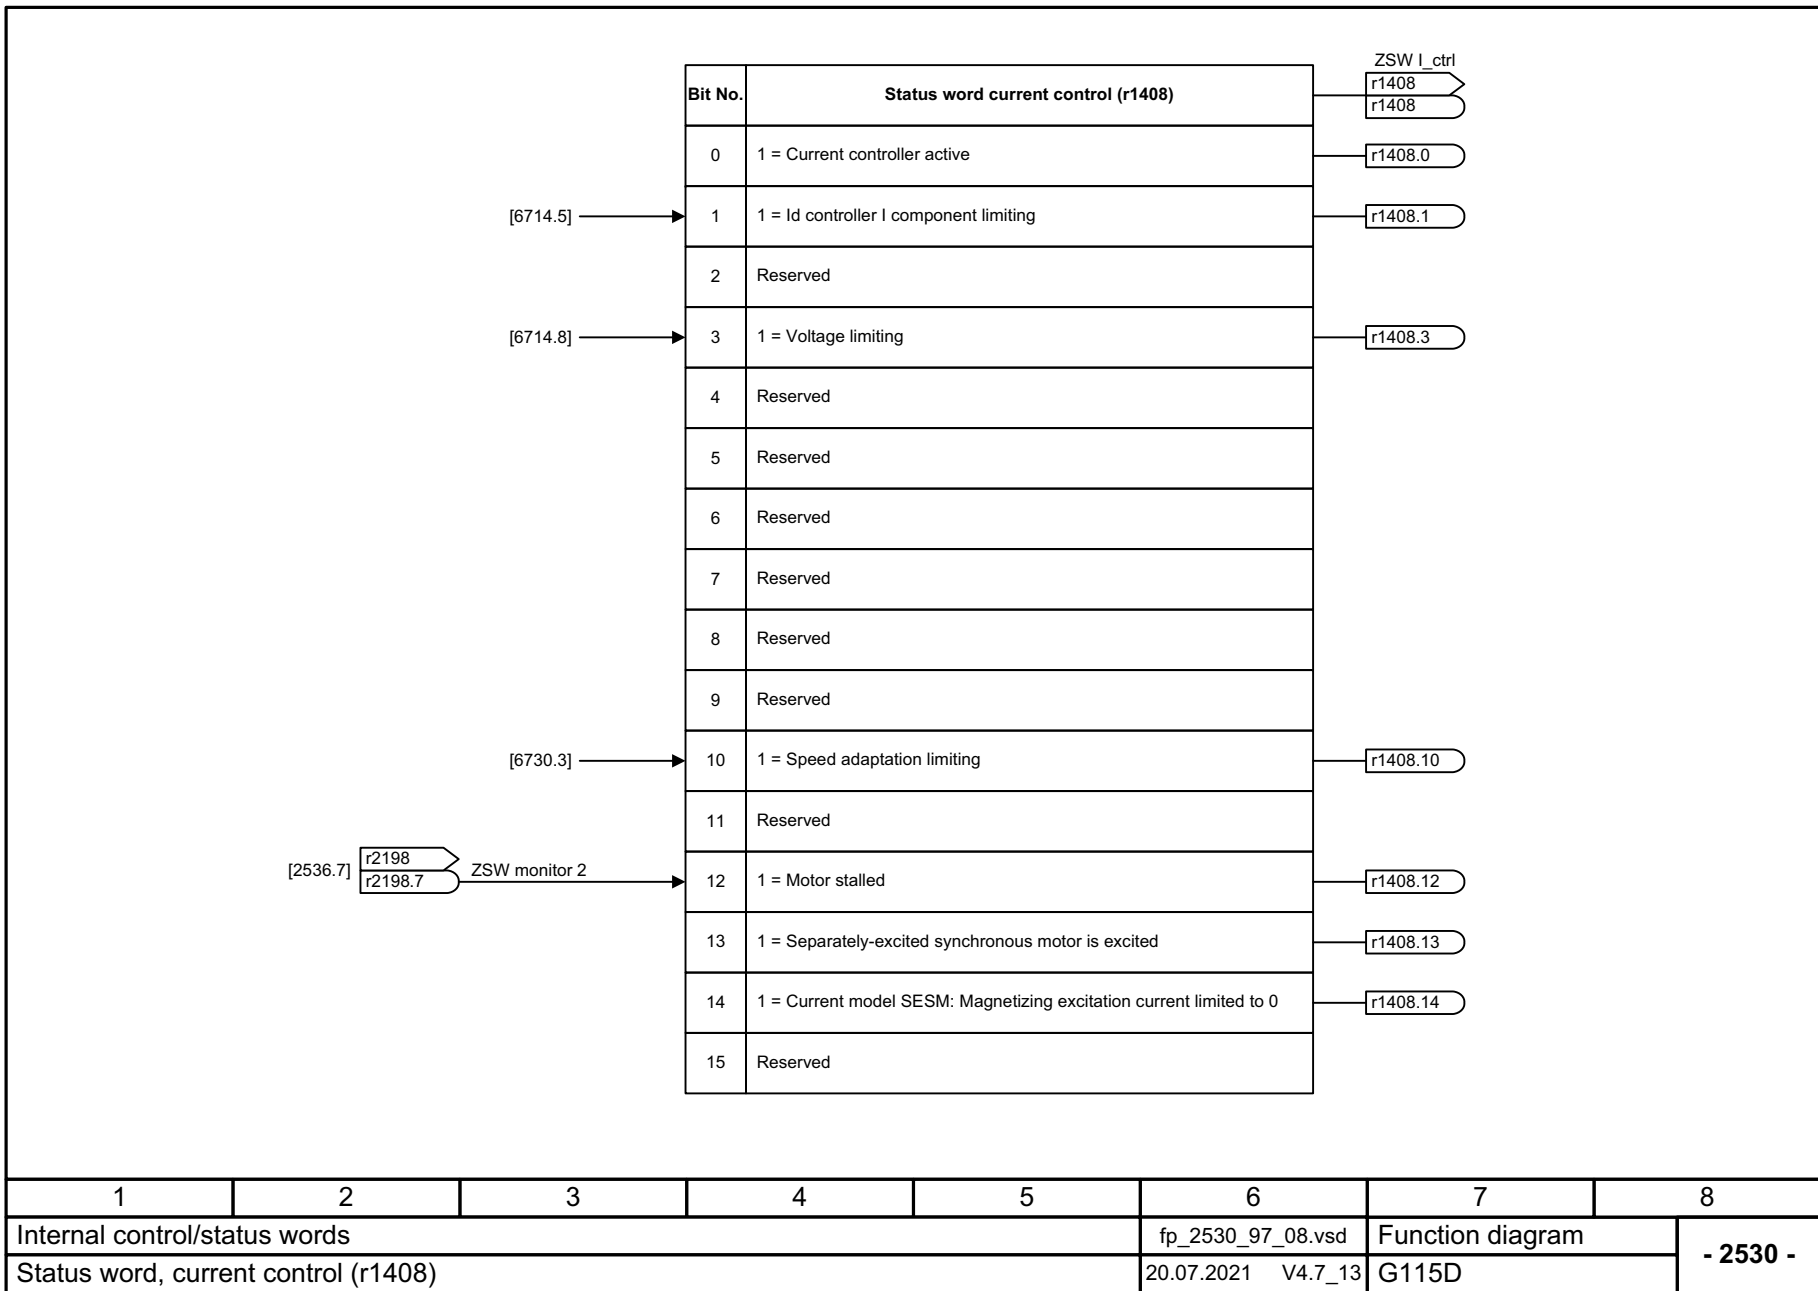 ZSW I_ctrl
Bit No. Status word current control (r1408) r1408
r1408
0 1 = Current controller active r1408.0
[6714.5] 1 1 = Id controller I component limiting r1408.1
2 Reserved
[6714.8] 3 1 = Voltage limiting r1408.3
4 Reserved
5 Reserved
6 Reserved
7 Reserved
8 Reserved
9 Reserved
[6730.3] 10 1 = Speed adaptation limiting r1408.10
11 Reserved
r2198
[2536.7] r2198.7 ZSW monitor 2 12 1 = Motor stalled r1408.12
13 1 = Separately-excited synchronous motor is excited r1408.13
14 1 = Current model SESM: Magnetizing excitation current limited to 0 r1408.14
15 Reserved
1 2 3 4 5 6 7 8
Internal control/status words fp_2530_97_08.vsd Function diagram - 2530 -
Status word, current control (r1408) 20.07.2021 V4.7_13 G115D